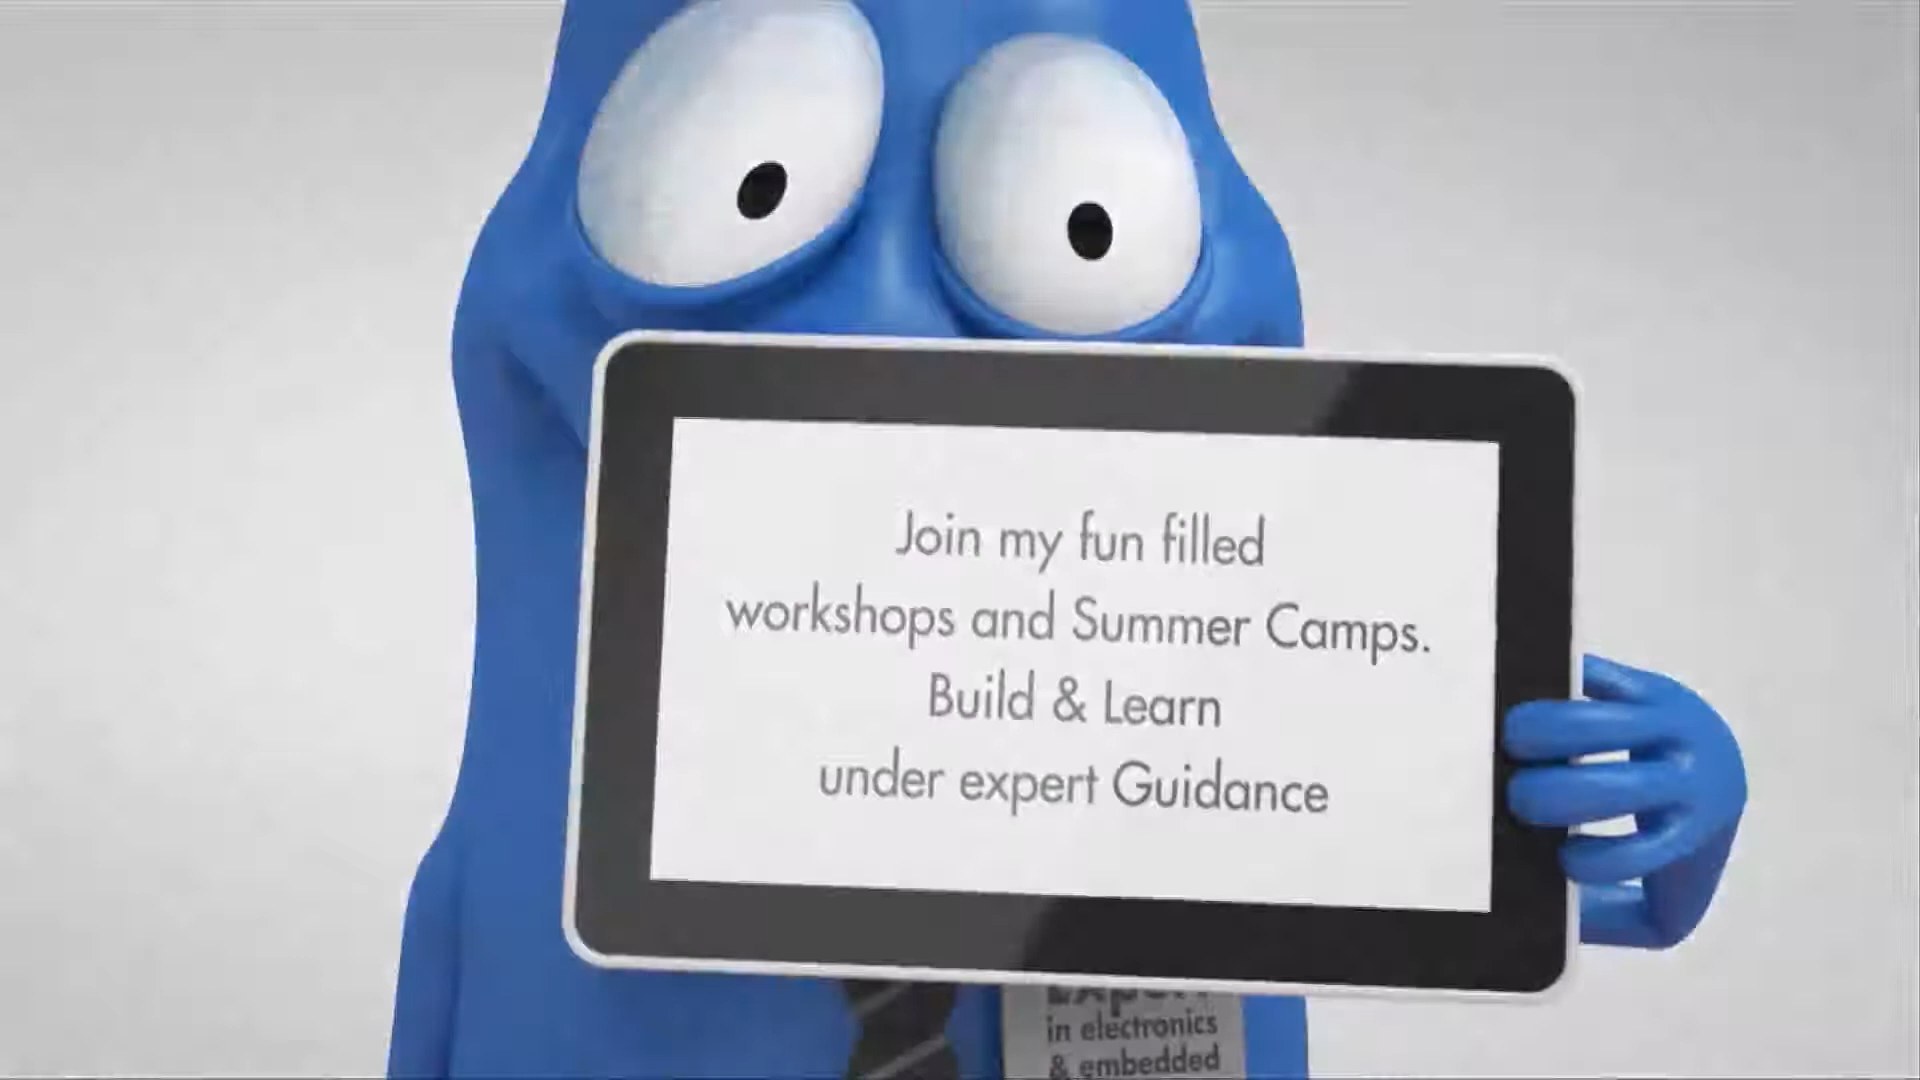 Join my fun filled
workshops and Summer Camps.
Build & Learn
under expert Guidance
in electronics
& embedded